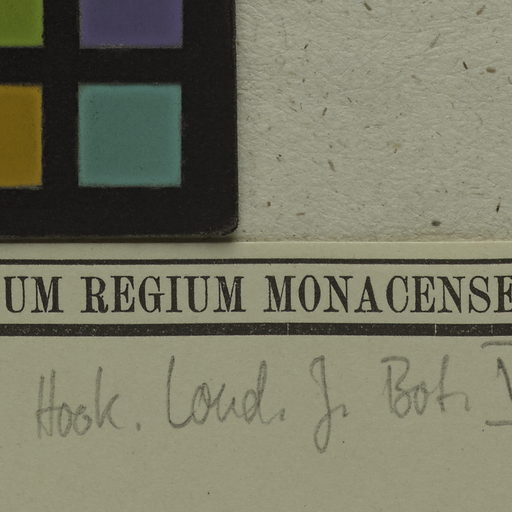 UM REGIUM MONACENSE
Hook. Lond. J. Bot. V